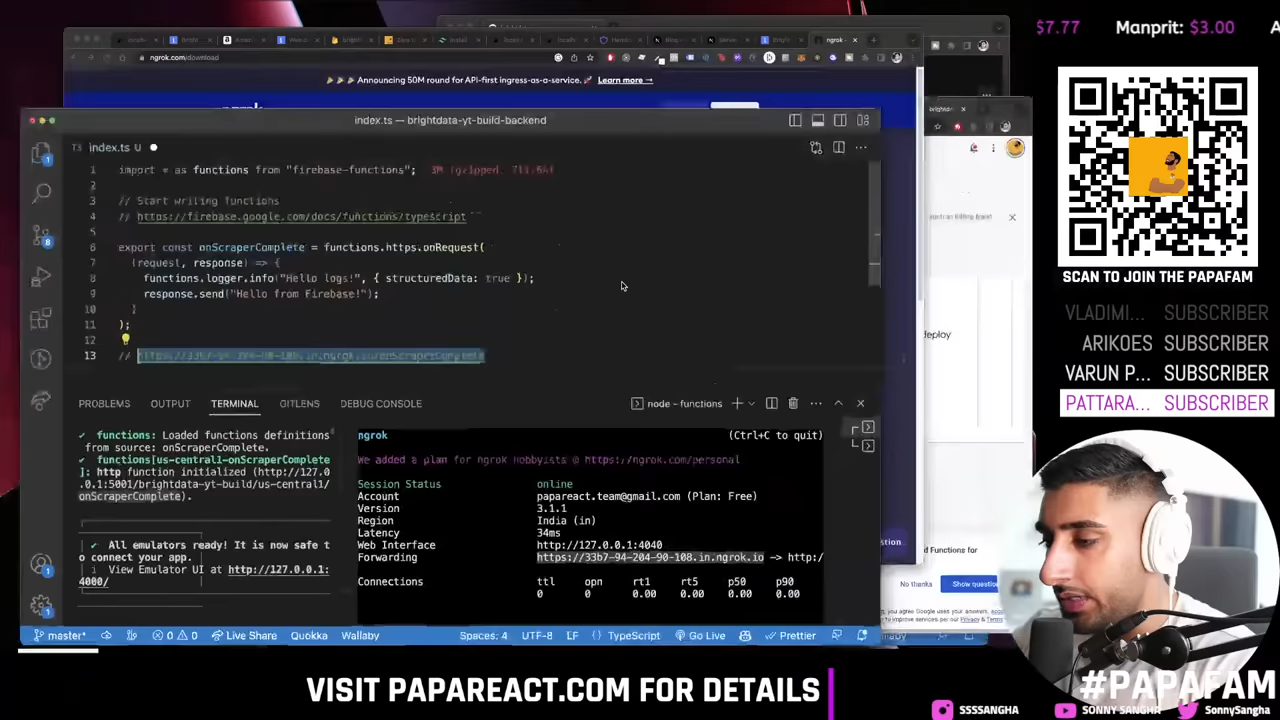 $7.77 Manprit: $3.00
ngrok
ngrok.com/download
Announcing 50M round for API-first ingress-as-a-service. Learn more →
index.ts — brightdata-yt-build-backend
index.ts U
1 import * as functions from "firebase-functions";
2
3 // Start writing functions
4 // https://firebase.google.com/docs/functions/typescript
5
6 export const onScraperComplete = functions.https.onRequest(
7 (request, response) => {
8 functions.logger.info("Hello logs!", { structuredData: true });
9 response.send("Hello from Firebase!");
10 }
11 );
12
13 //
SCAN TO JOIN THE PAPAFAM
VLADIMI... SUBSCRIBER
ARIKOES SUBSCRIBER
VARUN P... SUBSCRIBER
PATTARA... SUBSCRIBER
deploy
PROBLEMS OUTPUT TERMINAL GITLENS DEBUG CONSOLE
node - functions
✔ functions: Loaded functions definitions
from source: onScraperComplete.
✔ functions[us-central1-onScraperComplete
]: http function initialized (http://127.0
.0.1:5001/brightdata-yt-build/us-central1/
onScraperComplete).
✔ All emulators ready! It is now safe t
o connect your app.
View Emulator UI at http://127.0.0.1:
4000/
ngrok (Ctrl+C to quit)
We added a plan for ngrok hobbyists @ https://ngrok.com/personal
Session Status online
Account papareact.team@gmail.com (Plan: Free)
Version 3.1.1
Region India (in)
Latency 34ms
Web Interface http://127.0.0.1:4040
Forwarding https://33b7-94-204-90-108.in.ngrok.io -> http:/
Connections ttl opn rt1 rt5 p50 p90
0 0 0.00 0.00 0.00 0.00
d Functions for
No thanks
master*
Wallaby
Spaces: 4 UTF-8 LF TypeScript Go Live Prettier
VISIT PAPAREACT.COM FOR DETAILS
#PAPAFAM
SSSSANGHA SONNY SANGHA SonnySangha